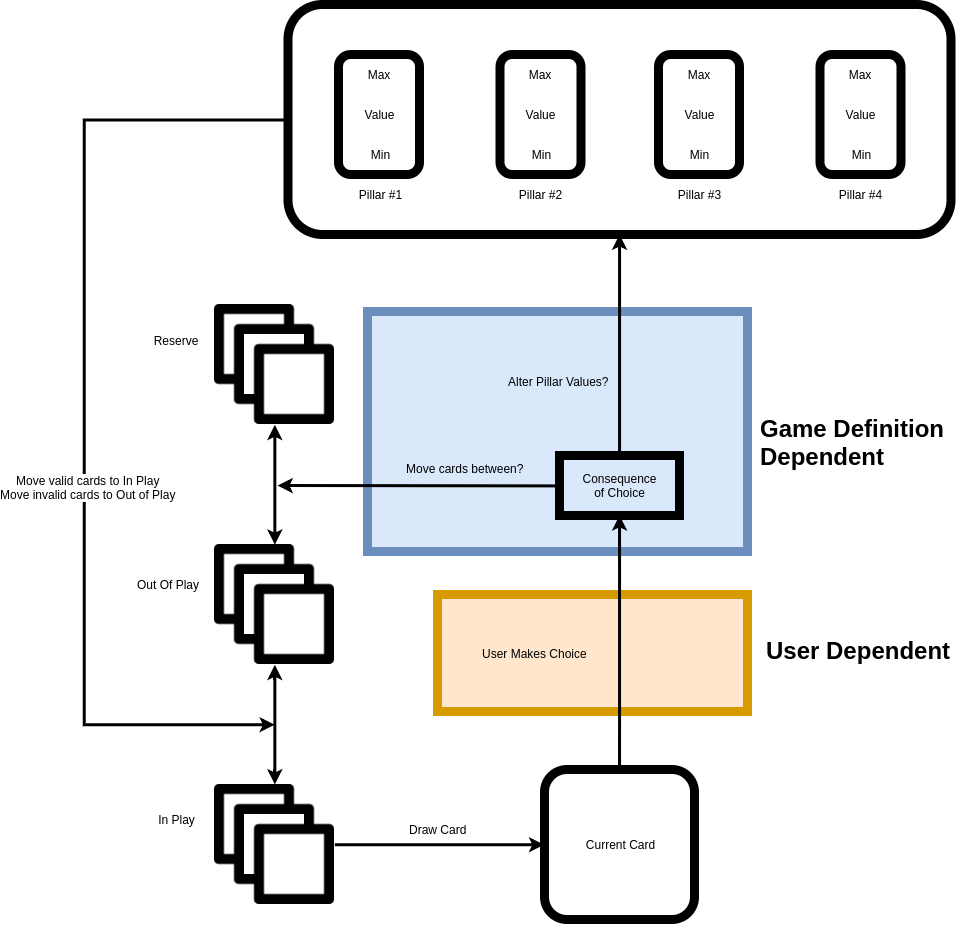 Max
Value
Min
Pillar #1
Max
Value
Min
Pillar #2
Max
Value
Min
Pillar #3
Max
Value
Min
Pillar #4
Reserve
Alter Pillar Values?
Game Definition
Dependent
Move cards between?
Consequence
of Choice
Move valid cards to In Play
Move invalid cards to Out of Play
Out Of Play
User Makes Choice
User Dependent
In Play
Draw Card
Current Card